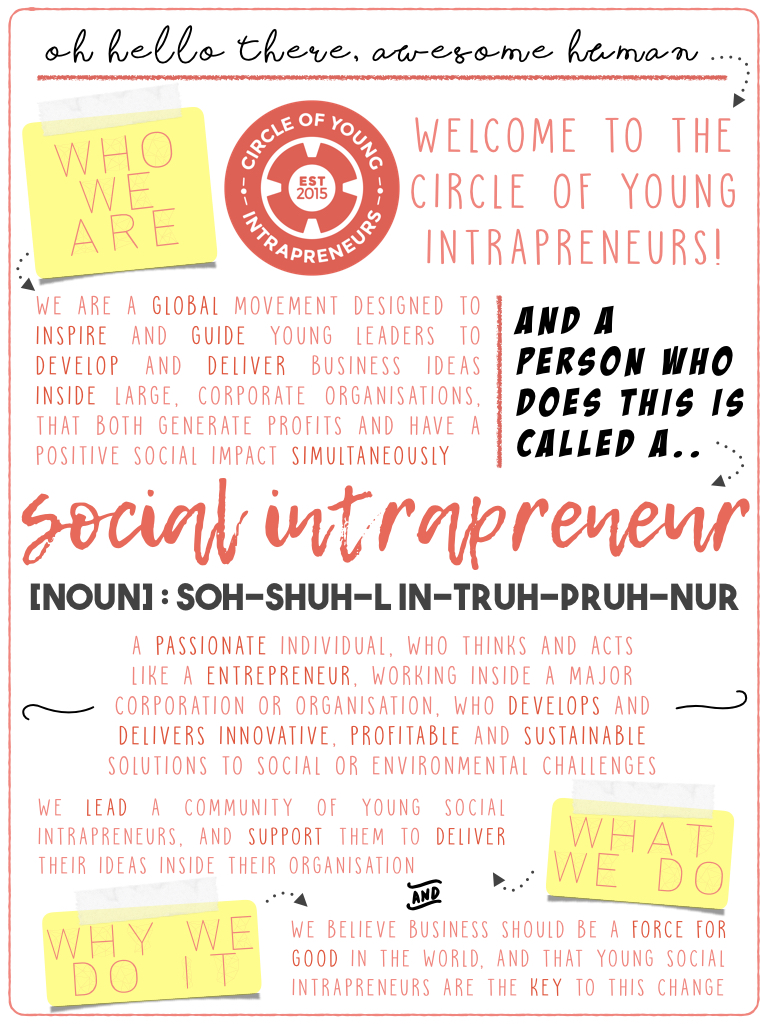 oh hello there, awesome human
WHO
WE
ARE
CIRCLE OF YOUNG
EST
2015
INTRAPRENEURS
WELCOME TO THE
CIRCLE OF YOUNG
INTRAPRENEURS!
WE ARE A GLOBAL MOVEMENT DESIGNED TO
INSPIRE AND GUIDE YOUNG LEADERS TO
DEVELOP AND DELIVER BUSINESS IDEAS
INSIDE LARGE, CORPORATE ORGANISATIONS,
THAT BOTH GENERATE PROFITS AND HAVE A
POSITIVE SOCIAL IMPACT SIMULTANEOUSLY
AND A
PERSON WHO
DOES THIS IS
CALLED A..
social intrapreneur
[NOUN] : SOH-SHUH-L IN-TRUH-PRUH-NUR
A PASSIONATE INDIVIDUAL, WHO THINKS AND ACTS
LIKE A ENTREPRENEUR, WORKING INSIDE A MAJOR
CORPORATION OR ORGANISATION, WHO DEVELOPS AND
DELIVERS INNOVATIVE, PROFITABLE AND SUSTAINABLE
SOLUTIONS TO SOCIAL OR ENVIRONMENTAL CHALLENGES
WE LEAD A COMMUNITY OF YOUNG SOCIAL
INTRAPRENEURS, AND SUPPORT THEM TO DELIVER
THEIR IDEAS INSIDE THEIR ORGANISATION
WHAT
WE DO
AND
WHY WE
DO IT
WE BELIEVE BUSINESS SHOULD BE A FORCE FOR
GOOD IN THE WORLD, AND THAT YOUNG SOCIAL
INTRAPRENEURS ARE THE KEY TO THIS CHANGE